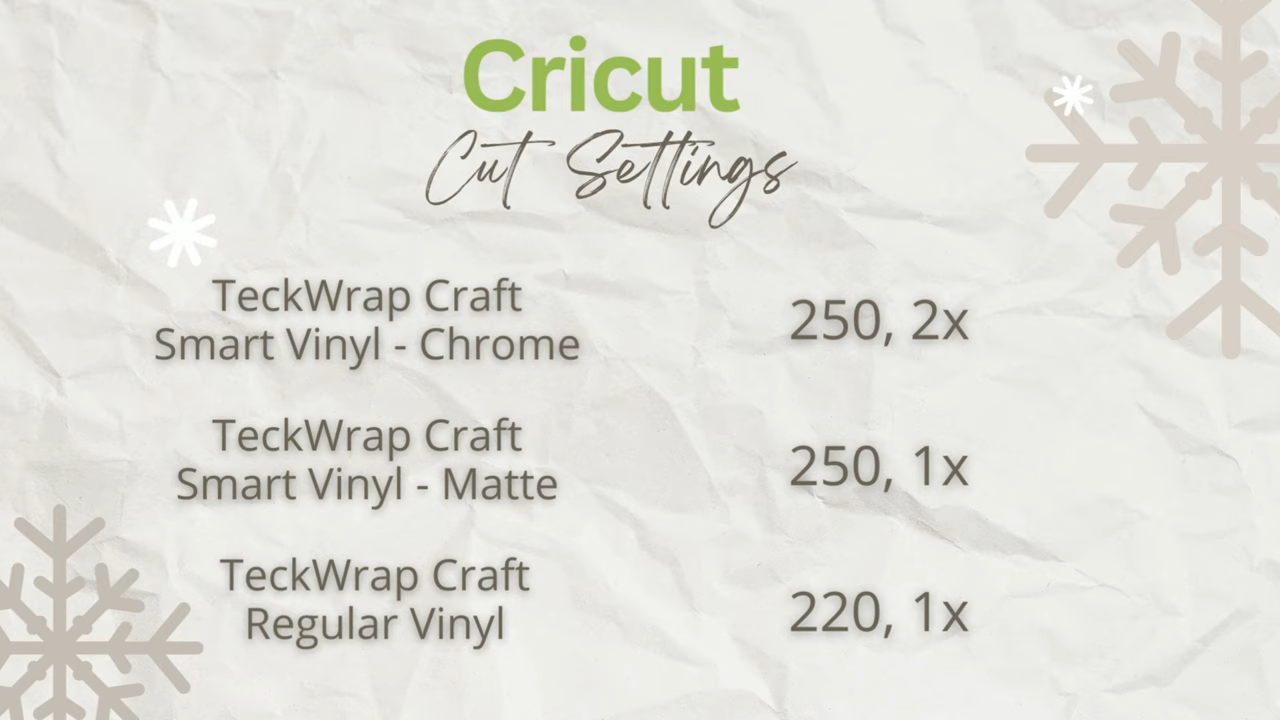 Cricut
Cut Settings
TeckWrap Craft
Smart Vinyl - Chrome
250, 2x
TeckWrap Craft
Smart Vinyl - Matte
250, 1x
TeckWrap Craft
Regular Vinyl
220, 1x